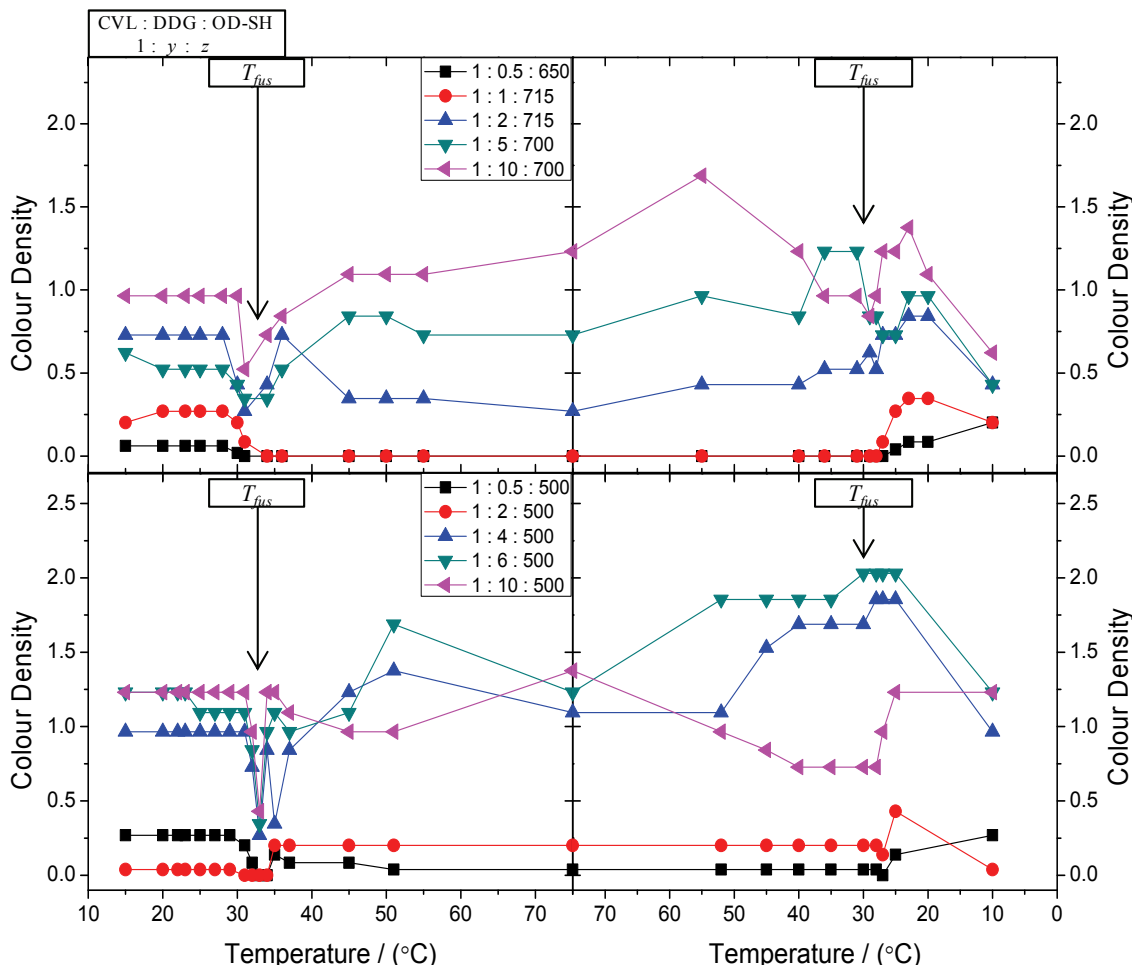 CVL : DDG : OD-SH
1 : y : z
T_fus
T_fus
1 : 0.5 : 650
1 : 1 : 715
1 : 2 : 715
1 : 5 : 700
1 : 10 : 700
2.0
1.5
1.0
0.5
0.0
Colour Density
2.0
1.5
1.0
0.5
0.0
Colour Density
T_fus
T_fus
1 : 0.5 : 500
1 : 2 : 500
1 : 4 : 500
1 : 6 : 500
1 : 10 : 500
2.5
2.0
1.5
1.0
0.5
0.0
Colour Density
2.5
2.0
1.5
1.0
0.5
0.0
Colour Density
10 20 30 40 50 60 70 70 60 50 40 30 20 10 0
Temperature / (°C) Temperature / (°C)